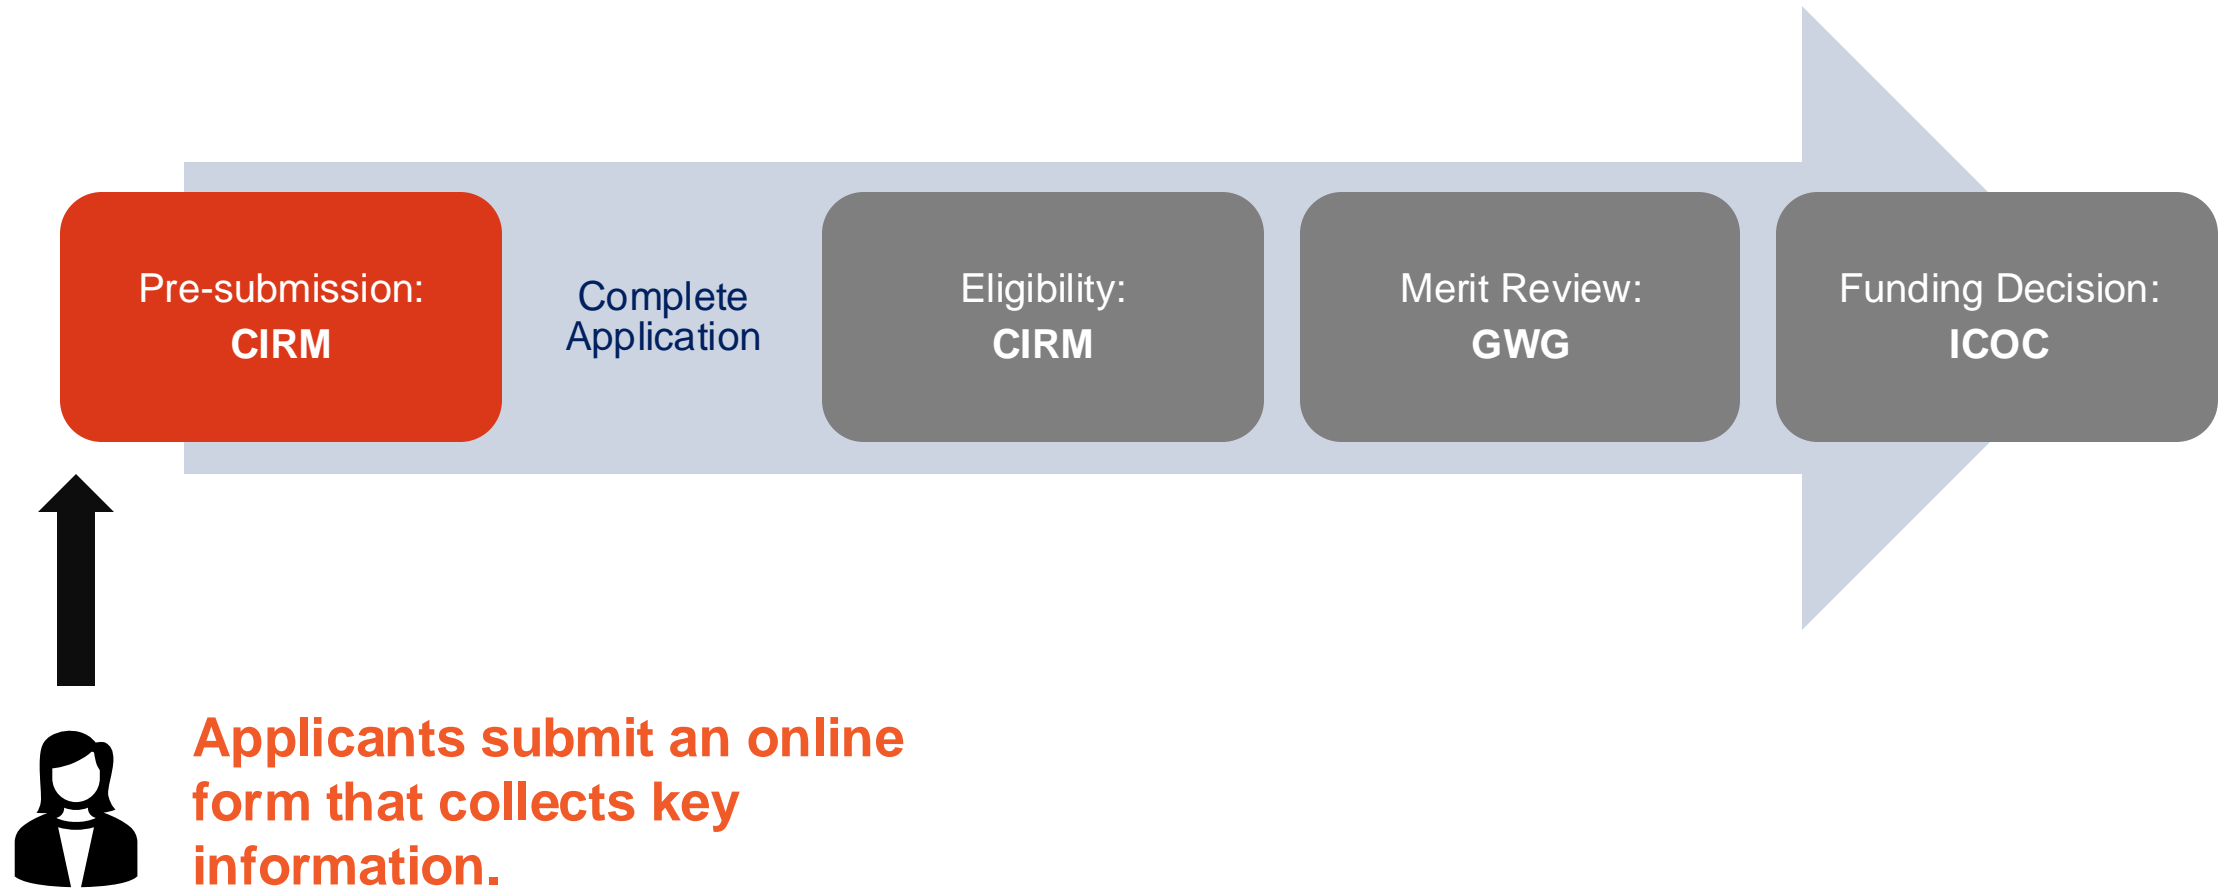 Pre-submission:
CIRM
Complete
Application
Eligibility:
CIRM
Merit Review:
GWG
Funding Decision:
ICOC
Applicants submit an online
form that collects key
information.